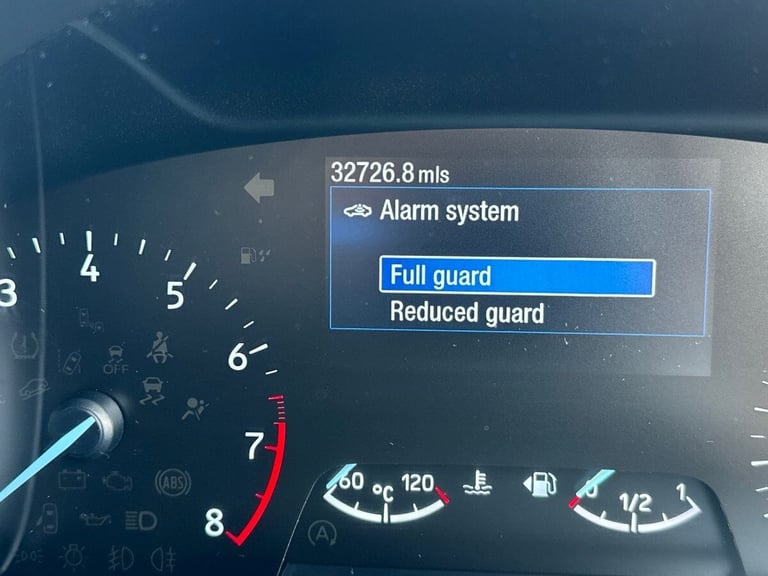 32726.8 mls
Alarm system
Full guard
Reduced guard
3
4
5
6
7
8
OFF
ABS
A
60 °C 120
0 1/2 1